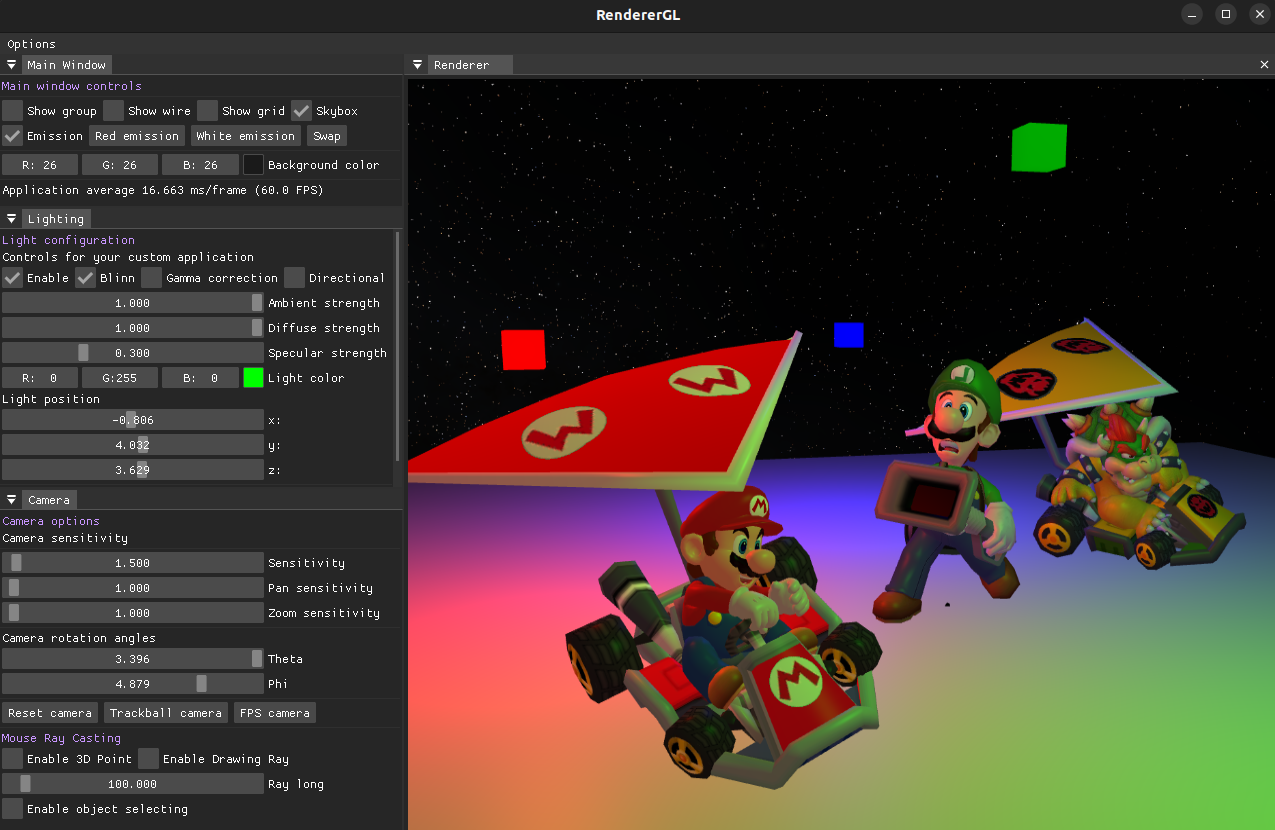 RendererGL
Options
Main Window
Main window controls
Show group Show wire Show grid Skybox
Emission Red emission White emission Swap
R: 26 G: 26 B: 26 Background color
Application average 16.663 ms/frame (60.0 FPS)
Lighting
Light configuration
Controls for your custom application
Enable Blinn Gamma correction Directional
1.000 Ambient strength
1.000 Diffuse strength
0.300 Specular strength
R: 0 G:255 B: 0 Light color
Light position
-0.806 x:
4.032 y:
3.629 z:
Camera
Camera options
Camera sensitivity
1.500 Sensitivity
1.000 Pan sensitivity
1.000 Zoom sensitivity
Camera rotation angles
3.396 Theta
4.879 Phi
Reset camera Trackball camera FPS camera
Mouse Ray Casting
Enable 3D Point Enable Drawing Ray
100.000 Ray long
Enable object selecting
Renderer
M
M
L
M
M